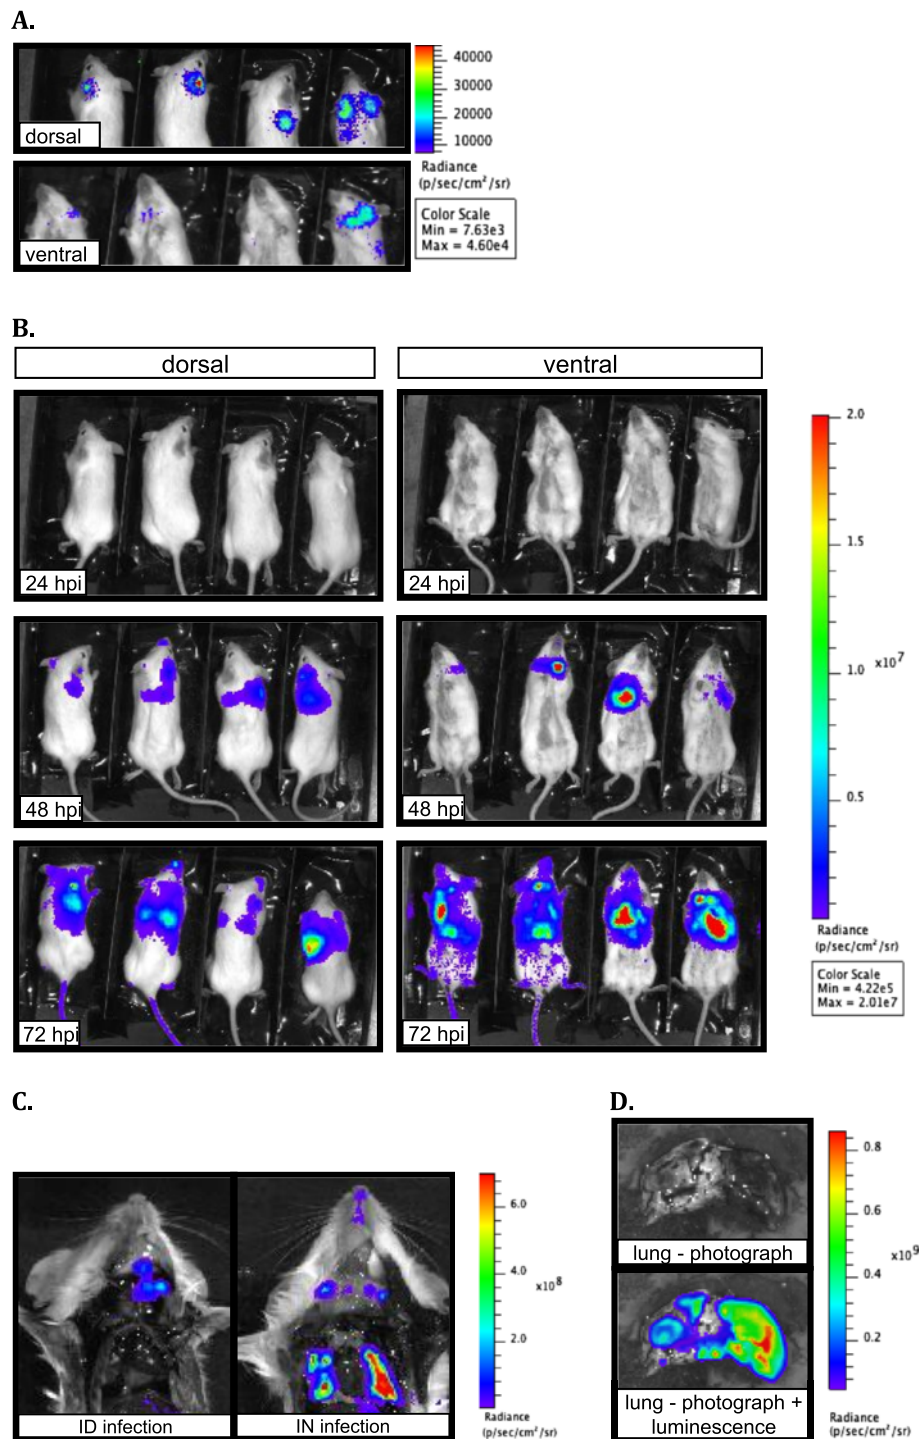 A.
dorsal
40000
30000
20000
10000
Radiance
(p/sec/cm²/sr)
Color Scale
Min = 7.63e3
Max = 4.60e4
ventral
B.
dorsal
ventral
24 hpi
24 hpi
48 hpi
48 hpi
72 hpi
72 hpi
2.0
1.5
1.0
x10⁷
0.5
Radiance
(p/sec/cm²/sr)
Color Scale
Min = 4.22e5
Max = 2.01e7
C.
ID infection
IN infection
6.0
4.0
x10⁸
2.0
Radiance
(p/sec/cm²/sr)
D.
lung - photograph
lung - photograph +
luminescence
0.8
0.6
x10⁹
0.4
0.2
Radiance
(p/sec/cm²/sr)